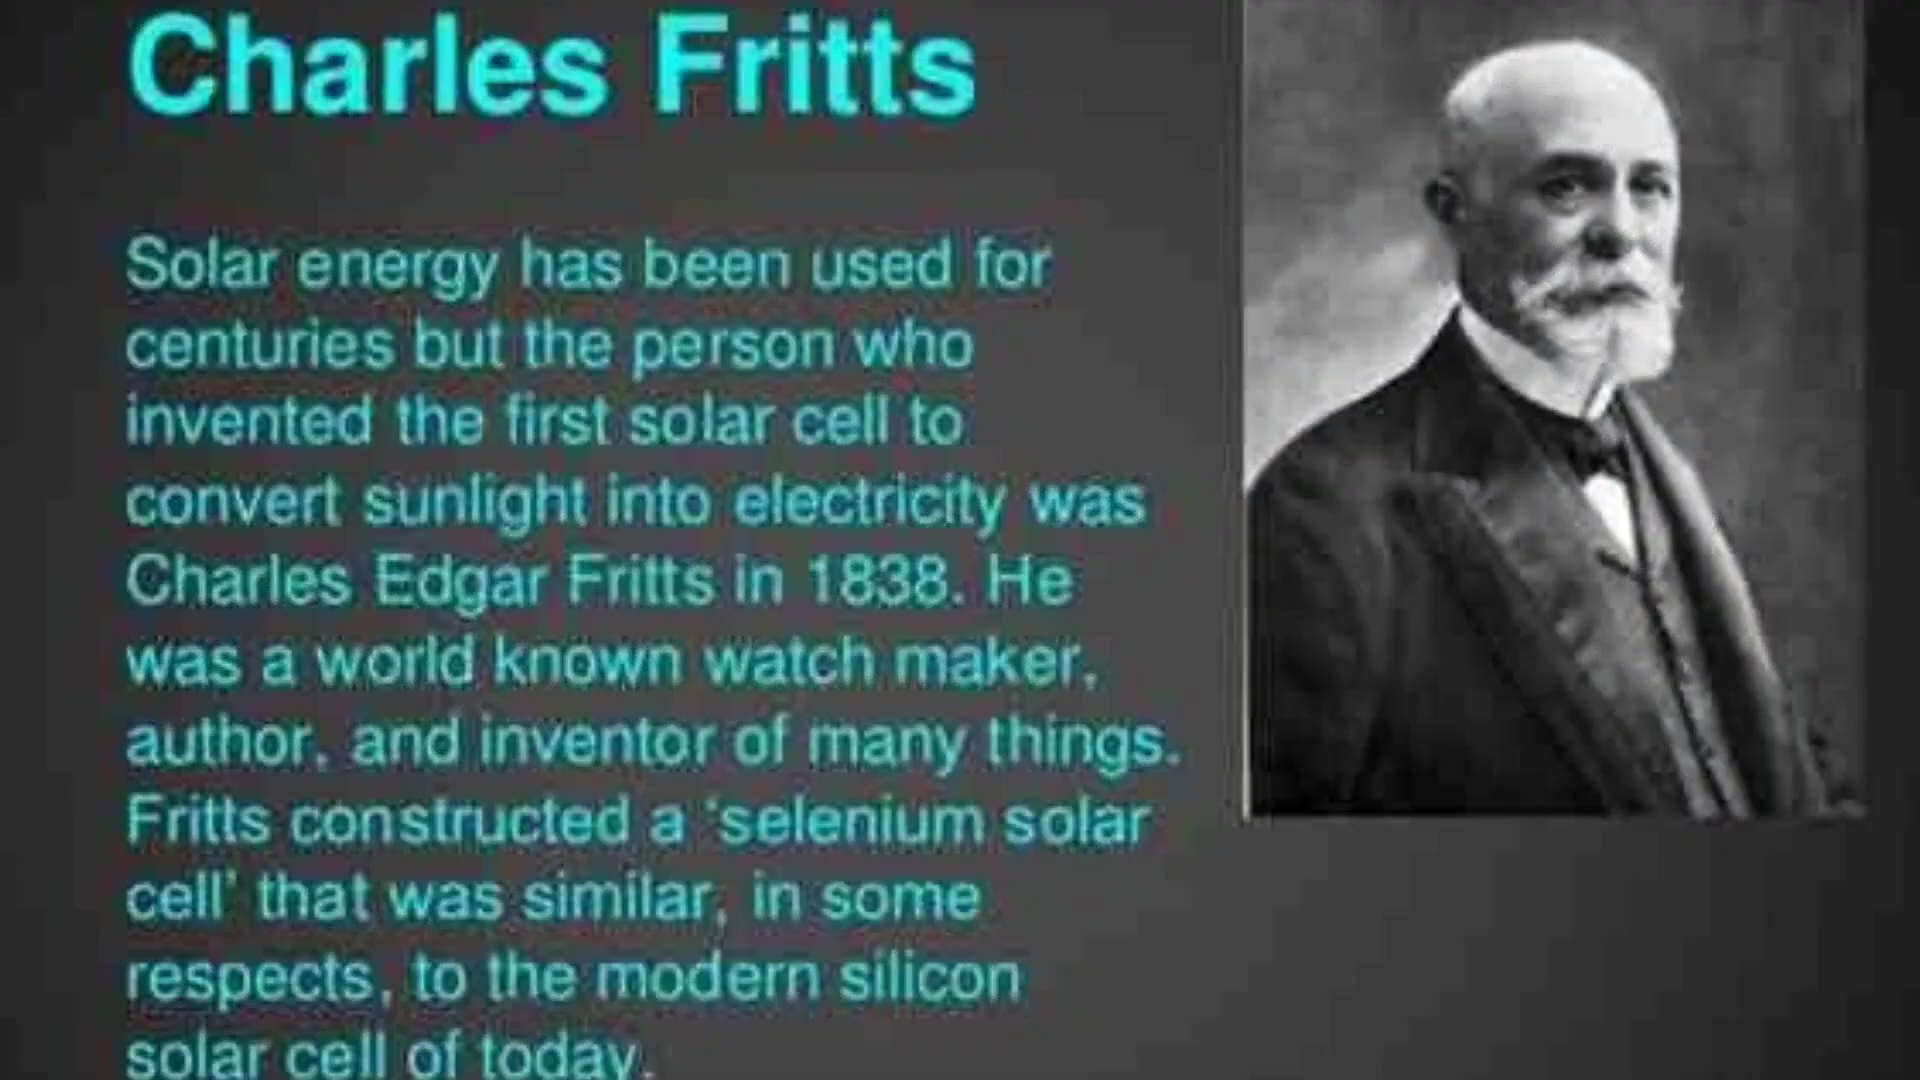 Charles Fritts
Solar energy has been used for
centuries but the person who
invented the first solar cell to
convert sunlight into electricity was
Charles Edgar Fritts in 1838. He
was a world known watch maker,
author, and inventor of many things.
Fritts constructed a ‘selenium solar
cell’ that was similar, in some
respects, to the modern silicon
solar cell of today.